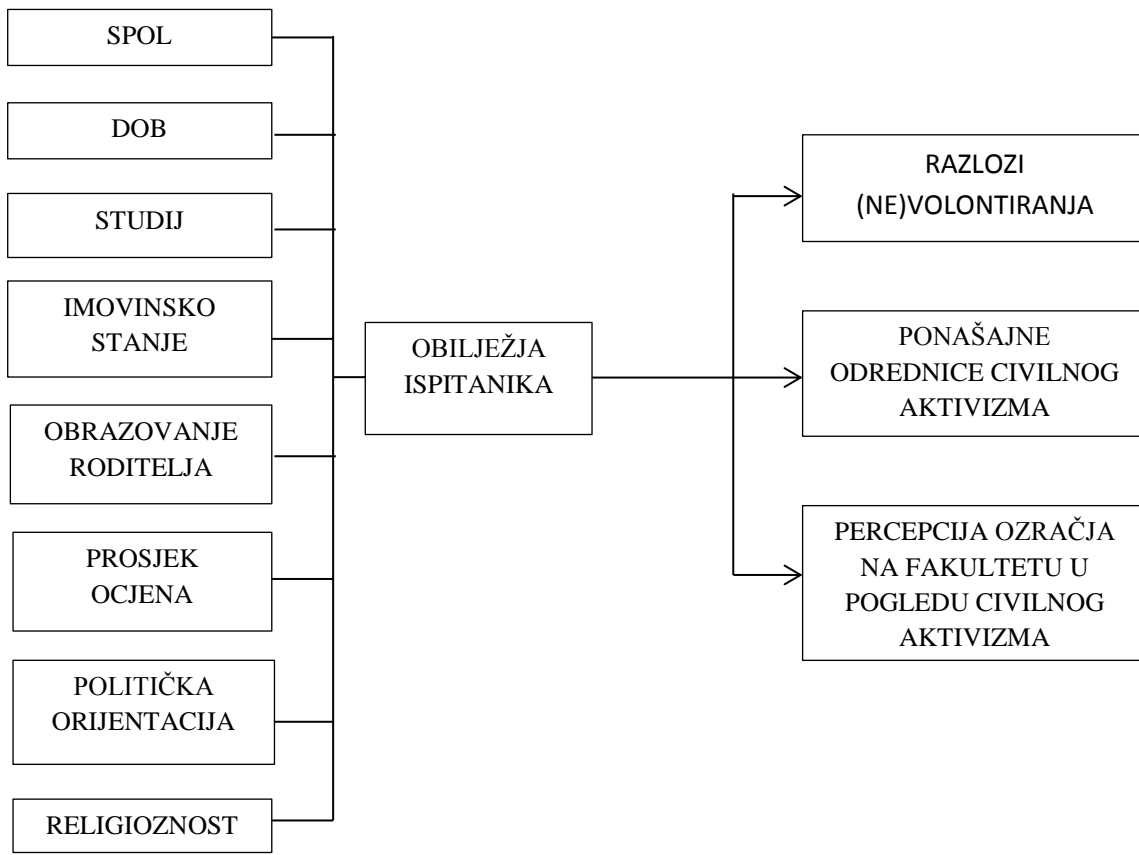 SPOL
DOB
STUDIJ
IMOVINSKO
STANJE
OBRAZOVANJE
RODITELJA
PROSJEK
OCJENA
POLITIČKA
ORIJENTACIJA
RELIGIOZNOST
OBILJEŽJA
ISPITANIKA
RAZLOZI
(NE)VOLONTIRANJA
PONAŠAJNE
ODREDNICE CIVILNOG
AKTIVIZMA
PERCEPCIJA OZRAČJA
NA FAKULTETU U
POGLEDU CIVILNOG
AKTIVIZMA